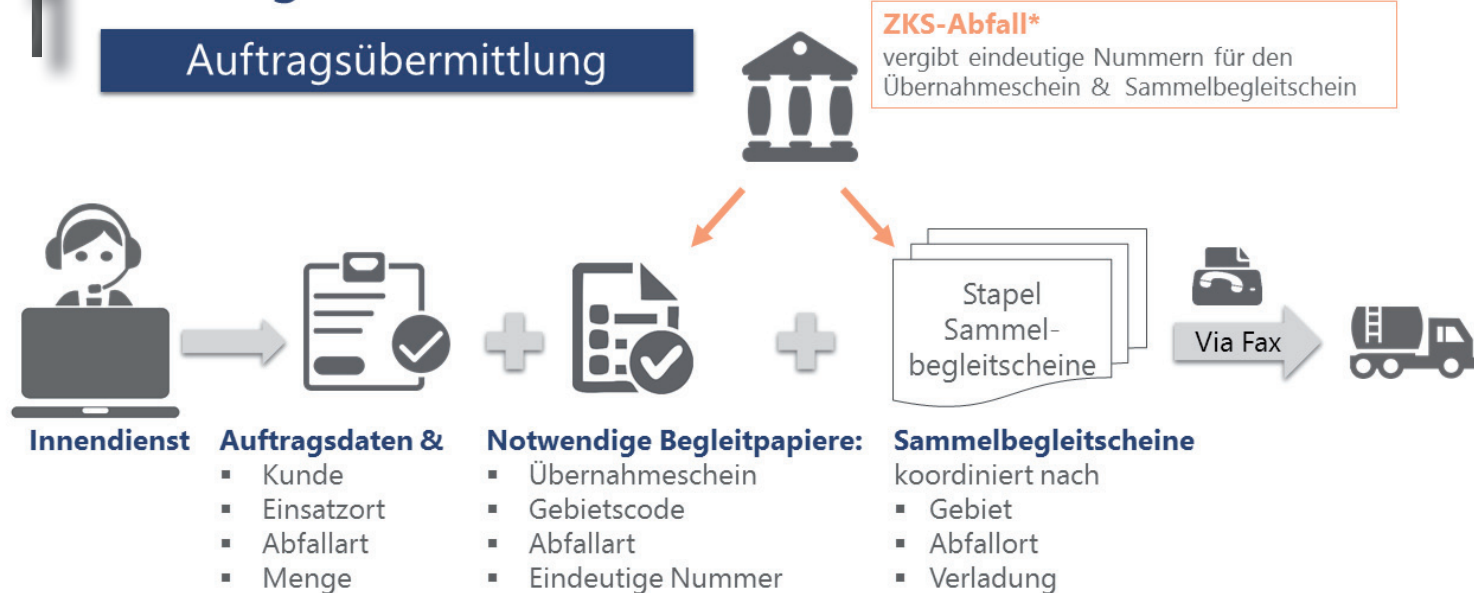 Auftragsübermittlung
ZKS-Abfall*
vergibt eindeutige Nummern für den
Übernahmeschein & Sammelbegleitschein
Stapel
Sammel-
begleitscheine
Via Fax
Innendienst
Auftragsdaten &
▪ Kunde
▪ Einsatzort
▪ Abfallart
▪ Menge
Notwendige Begleitpapiere:
▪ Übernahmeschein
▪ Gebietscode
▪ Abfallart
▪ Eindeutige Nummer
Sammelbegleitscheine
koordiniert nach
▪ Gebiet
▪ Abfallort
▪ Verladung